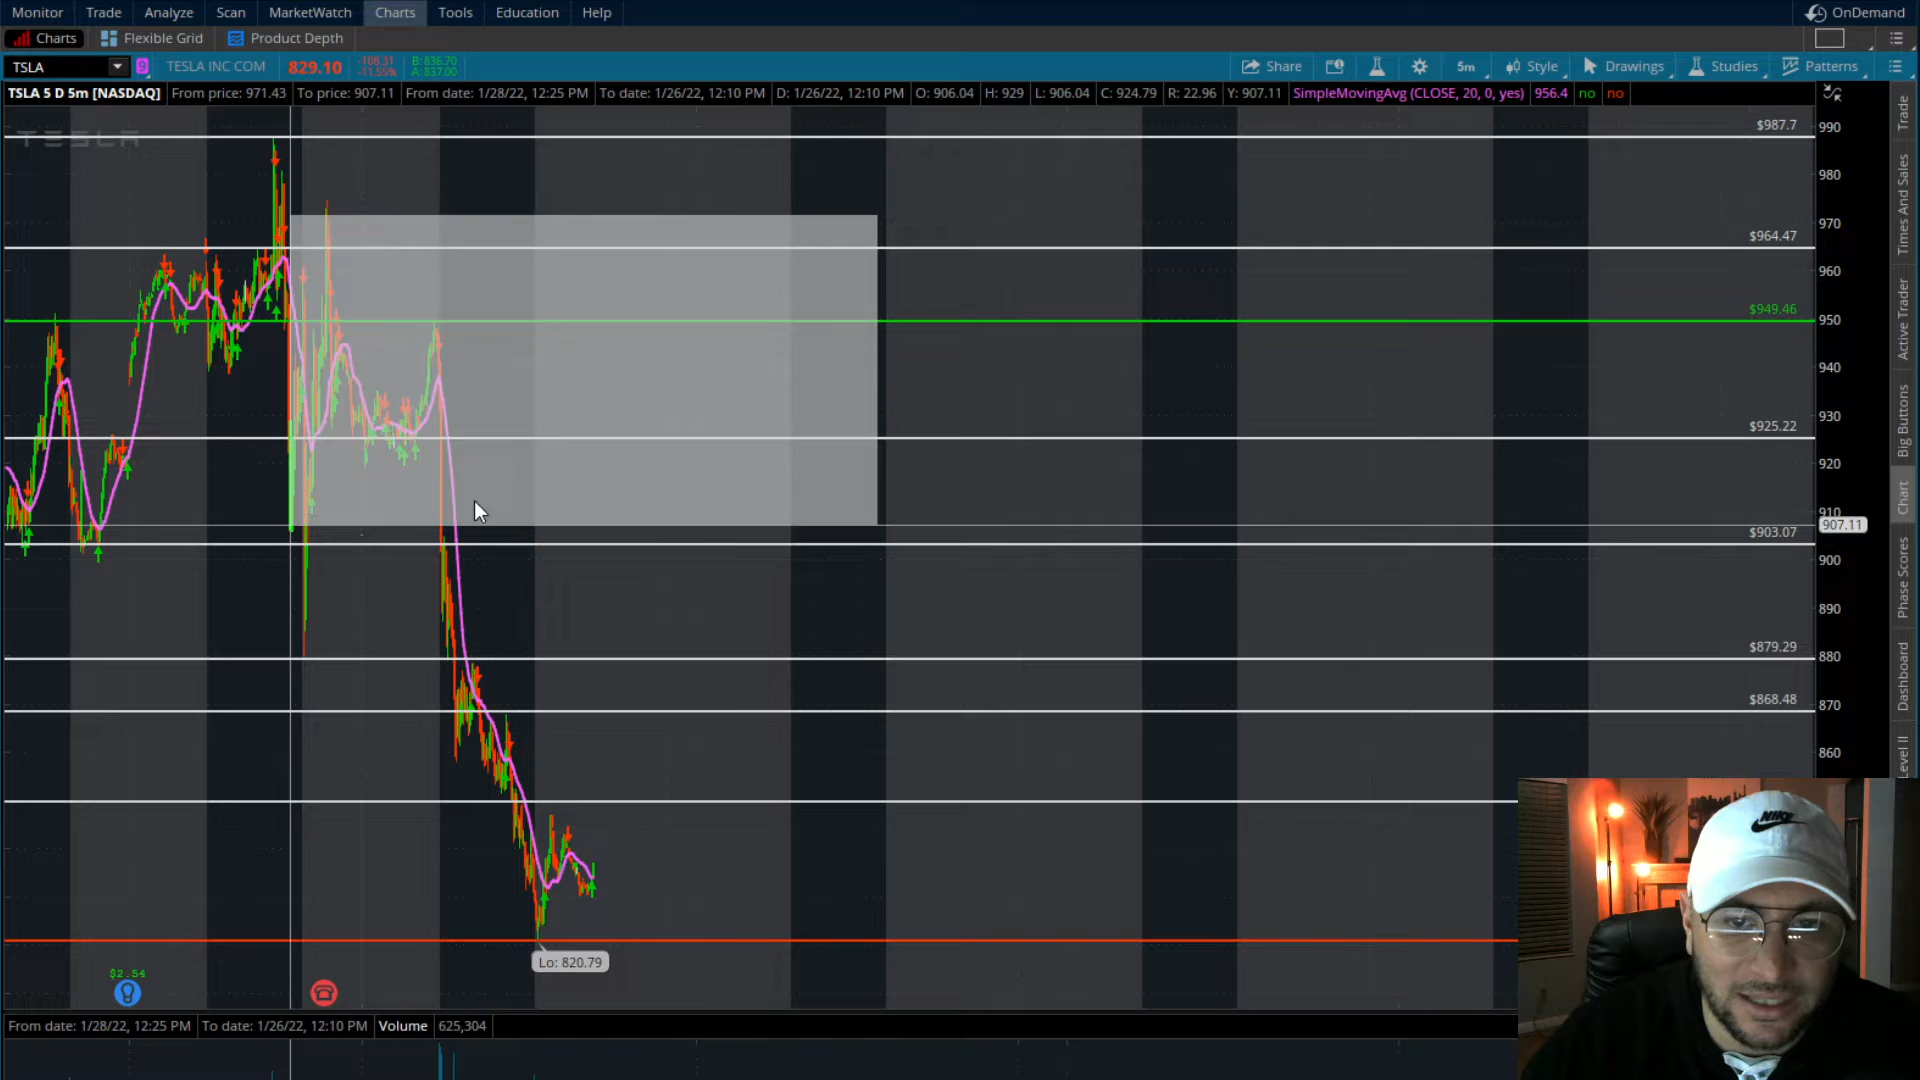 Monitor Trade Analyze Scan MarketWatch Charts Tools Education Help OnDemand
Charts Flexible Grid Product Depth
TSLA 9 TESLA INC COM 829.10 -108.31 -11.55% B: 836.70 A: 837.00 Share 5m Style Drawings Studies Patterns
TSLA 5 D 5m [NASDAQ] From price: 971.43 To price: 907.11 From date: 1/28/22, 12:25 PM To date: 1/26/22, 12:10 PM D: 1/26/22, 12:10 PM O: 906.04 H: 929 L: 906.04 C: 924.79 R: 22.96 Y: 907.11 SimpleMovingAvg (CLOSE, 20, 0, yes) 956.4 no no
TESLA
$987.7
990
980
970
$964.47
960
$949.46
950
940
930
$925.22
920
910
907.11
$903.07
900
890
$879.29
880
$868.48
870
860
Trade
Times And Sales
Active Trader
Big Buttons
Chart
Phase Scores
Dashboard
Level II
NIKE
Lo: 820.79
$2.54
From date: 1/28/22, 12:25 PM To date: 1/26/22, 12:10 PM Volume 625,304